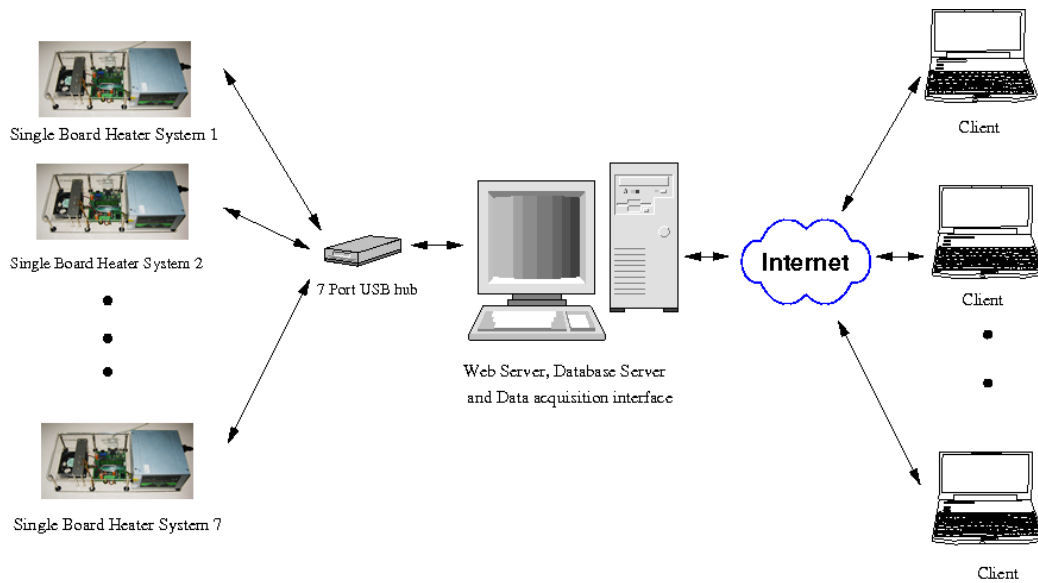 Single Board Heater System 1
Single Board Heater System 2
Single Board Heater System 7
7 Port USB hub
Web Server, Database Server
and Data acquisition interface
Internet
Client
Client
Client